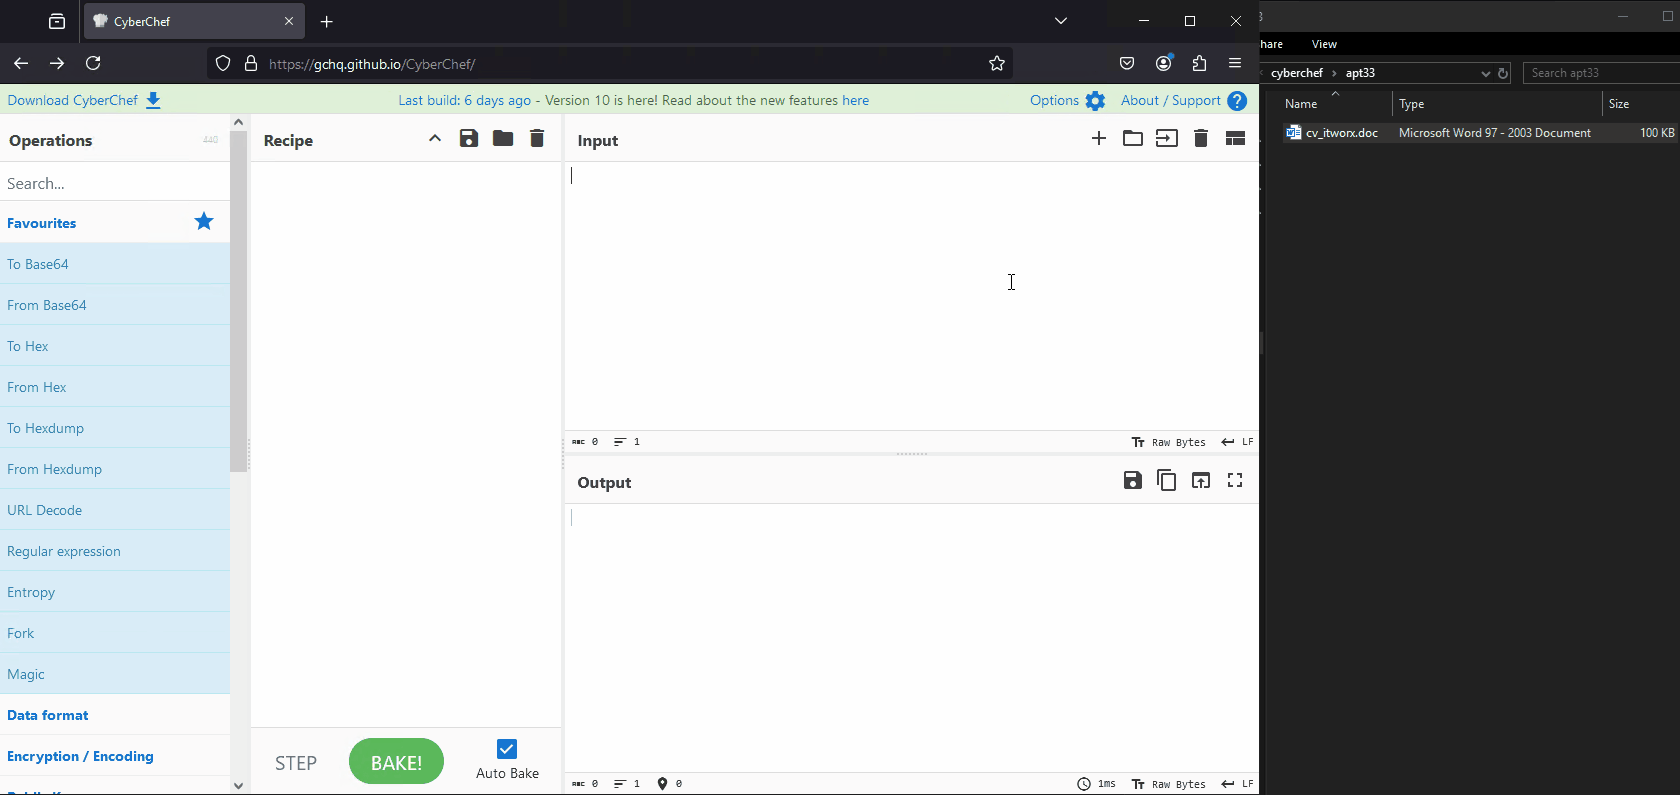 CyberChef
https://gchq.github.io/CyberChef/
Download CyberChef
Last build: 6 days ago - Version 10 is here! Read about the new features here
Options
About / Support
Operations
440
Recipe
Input
Search...
Favourites
To Base64
From Base64
To Hex
From Hex
To Hexdump
From Hexdump
URL Decode
Regular expression
Entropy
Fork
Magic
Data format
Encryption / Encoding
STEP
BAKE!
Auto Bake
ABC 0
1
Raw Bytes
LF
Output
ABC 0
1
0
1ms
Raw Bytes
LF
hare
View
cyberchef
apt33
Search apt33
Name
Type
Size
cv_itworx.doc
Microsoft Word 97 - 2003 Document
100 KB